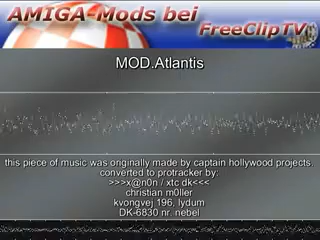 AMIGA-Mods bei
FreeClipTV
MOD.Atlantis
this piece of music was orginally made by captain hollywood projects.
converted to protracker by:
>>>x@n0n / xtc dk<<<
christian m0ller
kvongvej 196, lydum
DK-6830 nr. nebel